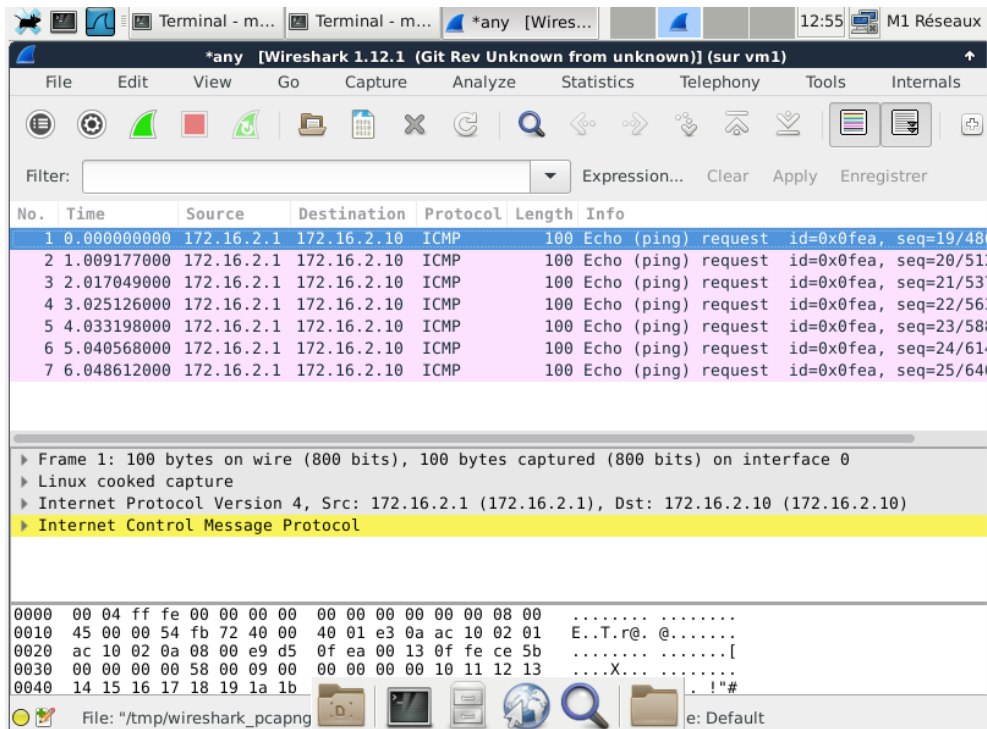 Terminal - m... Terminal - m... *any [Wires... 12:55 M1 Réseaux
*any [Wireshark 1.12.1 (Git Rev Unknown from unknown)] (sur vm1)
File Edit View Go Capture Analyze Statistics Telephony Tools Internals
Filter: Expression... Clear Apply Enregistrer
No. Time Source Destination Protocol Length Info
1 0.000000000 172.16.2.1 172.16.2.10 ICMP 100 Echo (ping) request id=0x0fea, seq=19/48
2 1.009177000 172.16.2.1 172.16.2.10 ICMP 100 Echo (ping) request id=0x0fea, seq=20/51
3 2.017049000 172.16.2.1 172.16.2.10 ICMP 100 Echo (ping) request id=0x0fea, seq=21/53
4 3.025126000 172.16.2.1 172.16.2.10 ICMP 100 Echo (ping) request id=0x0fea, seq=22/56
5 4.033198000 172.16.2.1 172.16.2.10 ICMP 100 Echo (ping) request id=0x0fea, seq=23/58
6 5.040568000 172.16.2.1 172.16.2.10 ICMP 100 Echo (ping) request id=0x0fea, seq=24/61
7 6.048612000 172.16.2.1 172.16.2.10 ICMP 100 Echo (ping) request id=0x0fea, seq=25/64
Frame 1: 100 bytes on wire (800 bits), 100 bytes captured (800 bits) on interface 0
Linux cooked capture
Internet Protocol Version 4, Src: 172.16.2.1 (172.16.2.1), Dst: 172.16.2.10 (172.16.2.10)
Internet Control Message Protocol
0000 00 04 ff fe 00 00 00 00 00 00 00 00 00 00 08 00 ........ ........
0010 45 00 00 54 fb 72 40 00 40 01 e3 0a ac 10 02 01 E..T.r@. @.......
0020 ac 10 02 0a 08 00 e9 d5 0f ea 00 13 0f fe ce 5b ........ .......[
0030 00 00 00 00 58 00 09 00 00 00 00 00 10 11 12 13 ....X... ........
0040 14 15 16 17 18 19 1a 1b . !"#
File: "/tmp/wireshark_pcapng e: Default